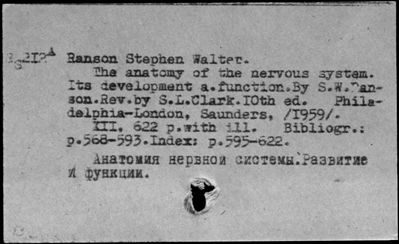 Ranson Stephen Walter.
The anatomy of the nervous system.
Its development a.function.By S.W.Ran-
son.Rev.by S.L.Clark.IOth ed. Phila-
delphia-London, Saunders, /1959/.
III, 622 p.with ill. Bibliogr.:
p.568-593.Index: p.595-622.
Анатомия нервной системы.Развитие
и функции.